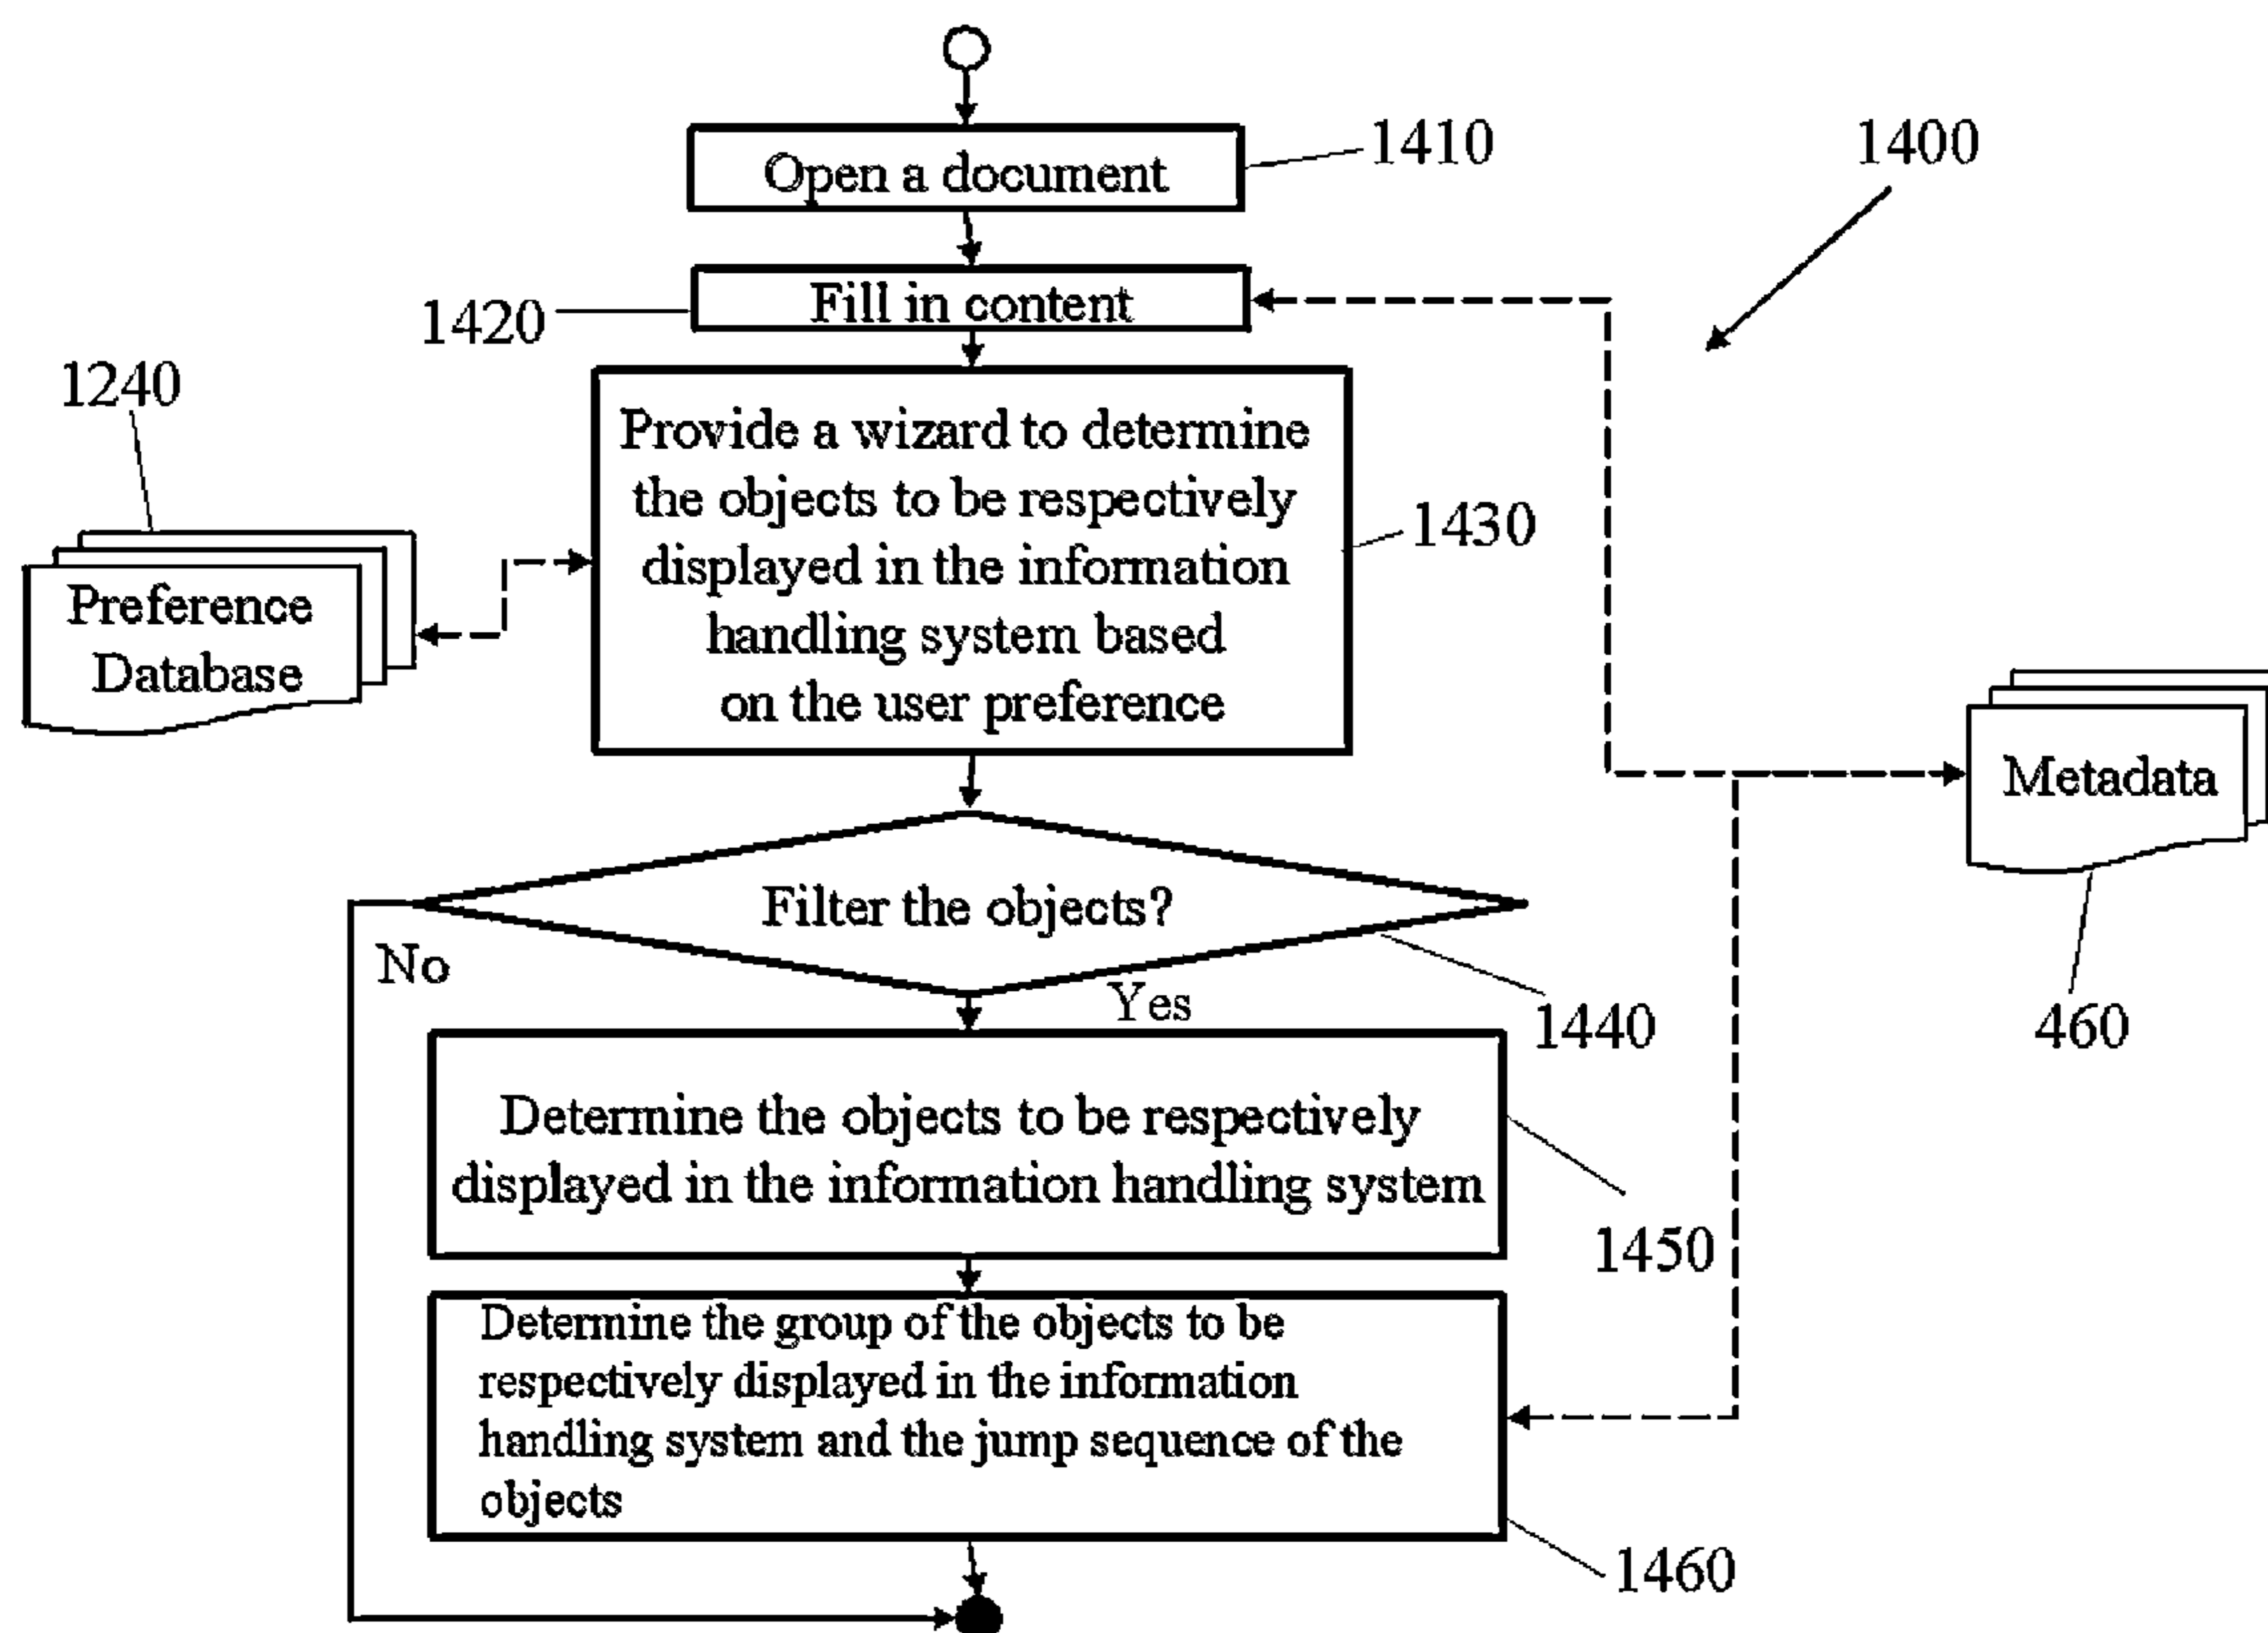 1410
1400
Open a document
Fill in content
1420
1240
Provide a wizard to determine
the objects to be respectively
displayed in the information
handling system based
on the user preference
1430
Preference
Database
Metadata
460
Filter the objects?
No
Yes
1440
Determine the objects to be respectively
displayed in the information handling system
1450
Determine the group of the objects to be
respectively displayed in the information
handling system and the jump sequence of the
objects
1460